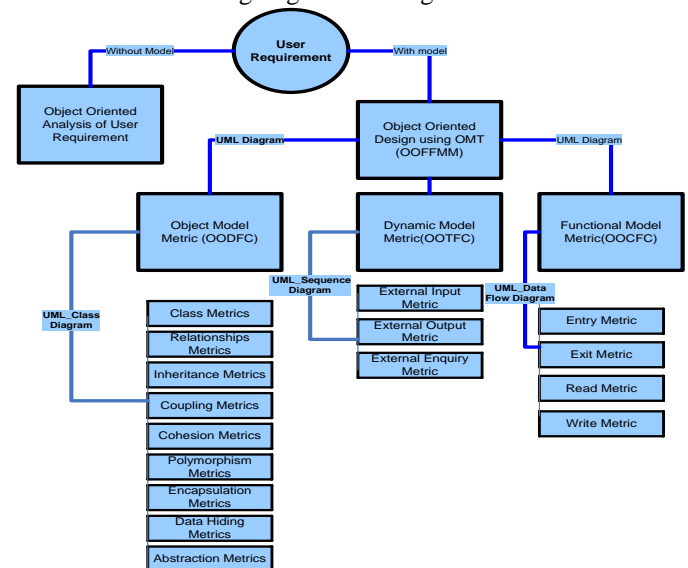 User
Requirement
Without Model
With model
Object Oriented
Analysis of User
Requirement
Object Oriented
Design using OMT
(OOFFMM)
UML Diagram
UML Diagram
Object Model
Metric (OODFC)
Dynamic Model
Metric(OOTFC)
Functional Model
Metric(OOCFC)
UML_Class
Diagram
UML_Sequence
Diagram
UML_Data
Flow Diagram
Class Metrics
Relationships
Metrics
Inheritance Metrics
Coupling Metrics
Cohesion Metrics
Polymorphism
Metrics
Encapsulation
Metrics
Data Hiding
Metrics
Abstraction Metrics
External Input
Metric
External Output
Metric
External Enquiry
Metric
Entry Metric
Exit Metric
Read Metric
Write Metric